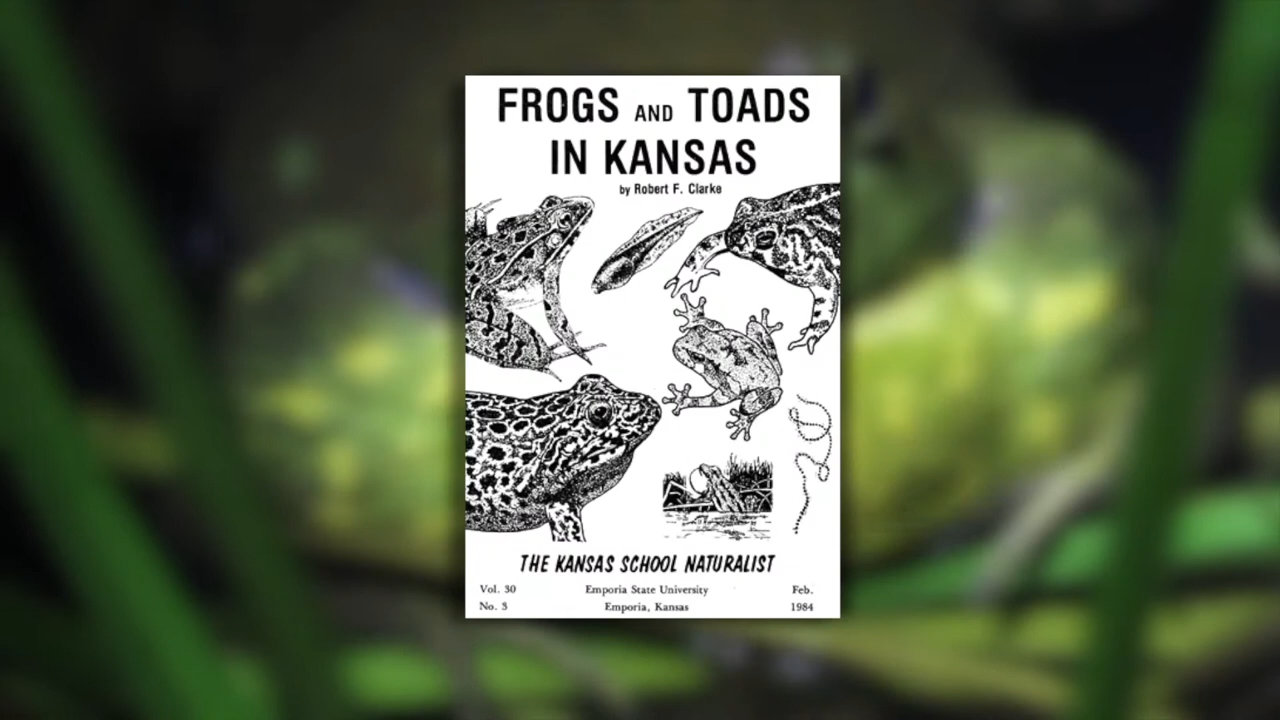 FROGS AND TOADS
IN KANSAS
by Robert F. Clarke
THE KANSAS SCHOOL NATURALIST
Vol. 30 Emporia State University Feb.
No. 3 Emporia, Kansas 1984